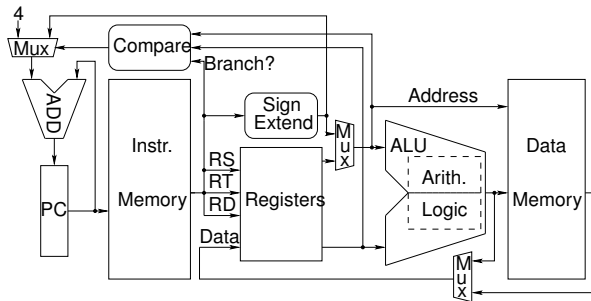 4
Mux
Compare
Branch?
ADD
Sign
Extend
Mux
Address
Instr.
Memory
ALU
Data
Memory
RS
RT
RD
Registers
Arith.
Logic
PC
Data
Mux